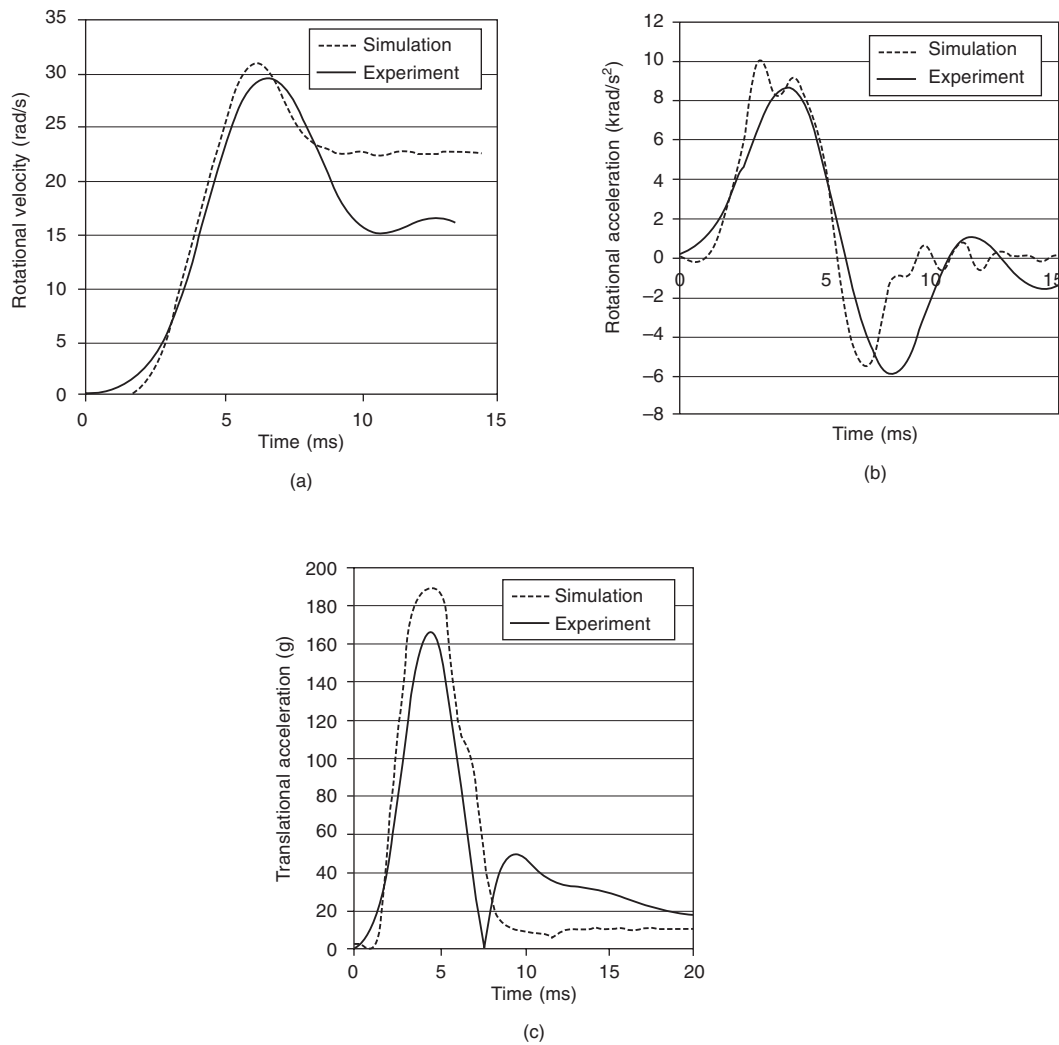 35
30
25
20
15
10
5
0
Rotational velocity (rad/s)
Simulation
Experiment
0 5 10 15
Time (ms)
(a)
12
10
8
6
4
2
0
–2
–4
–6
–8
Rotational acceleration (krad/s²)
Simulation
Experiment
0 5 10 15
Time (ms)
(b)
200
180
160
140
120
100
80
60
40
20
0
Translational acceleration (g)
Simulation
Experiment
0 5 10 15 20
Time (ms)
(c)